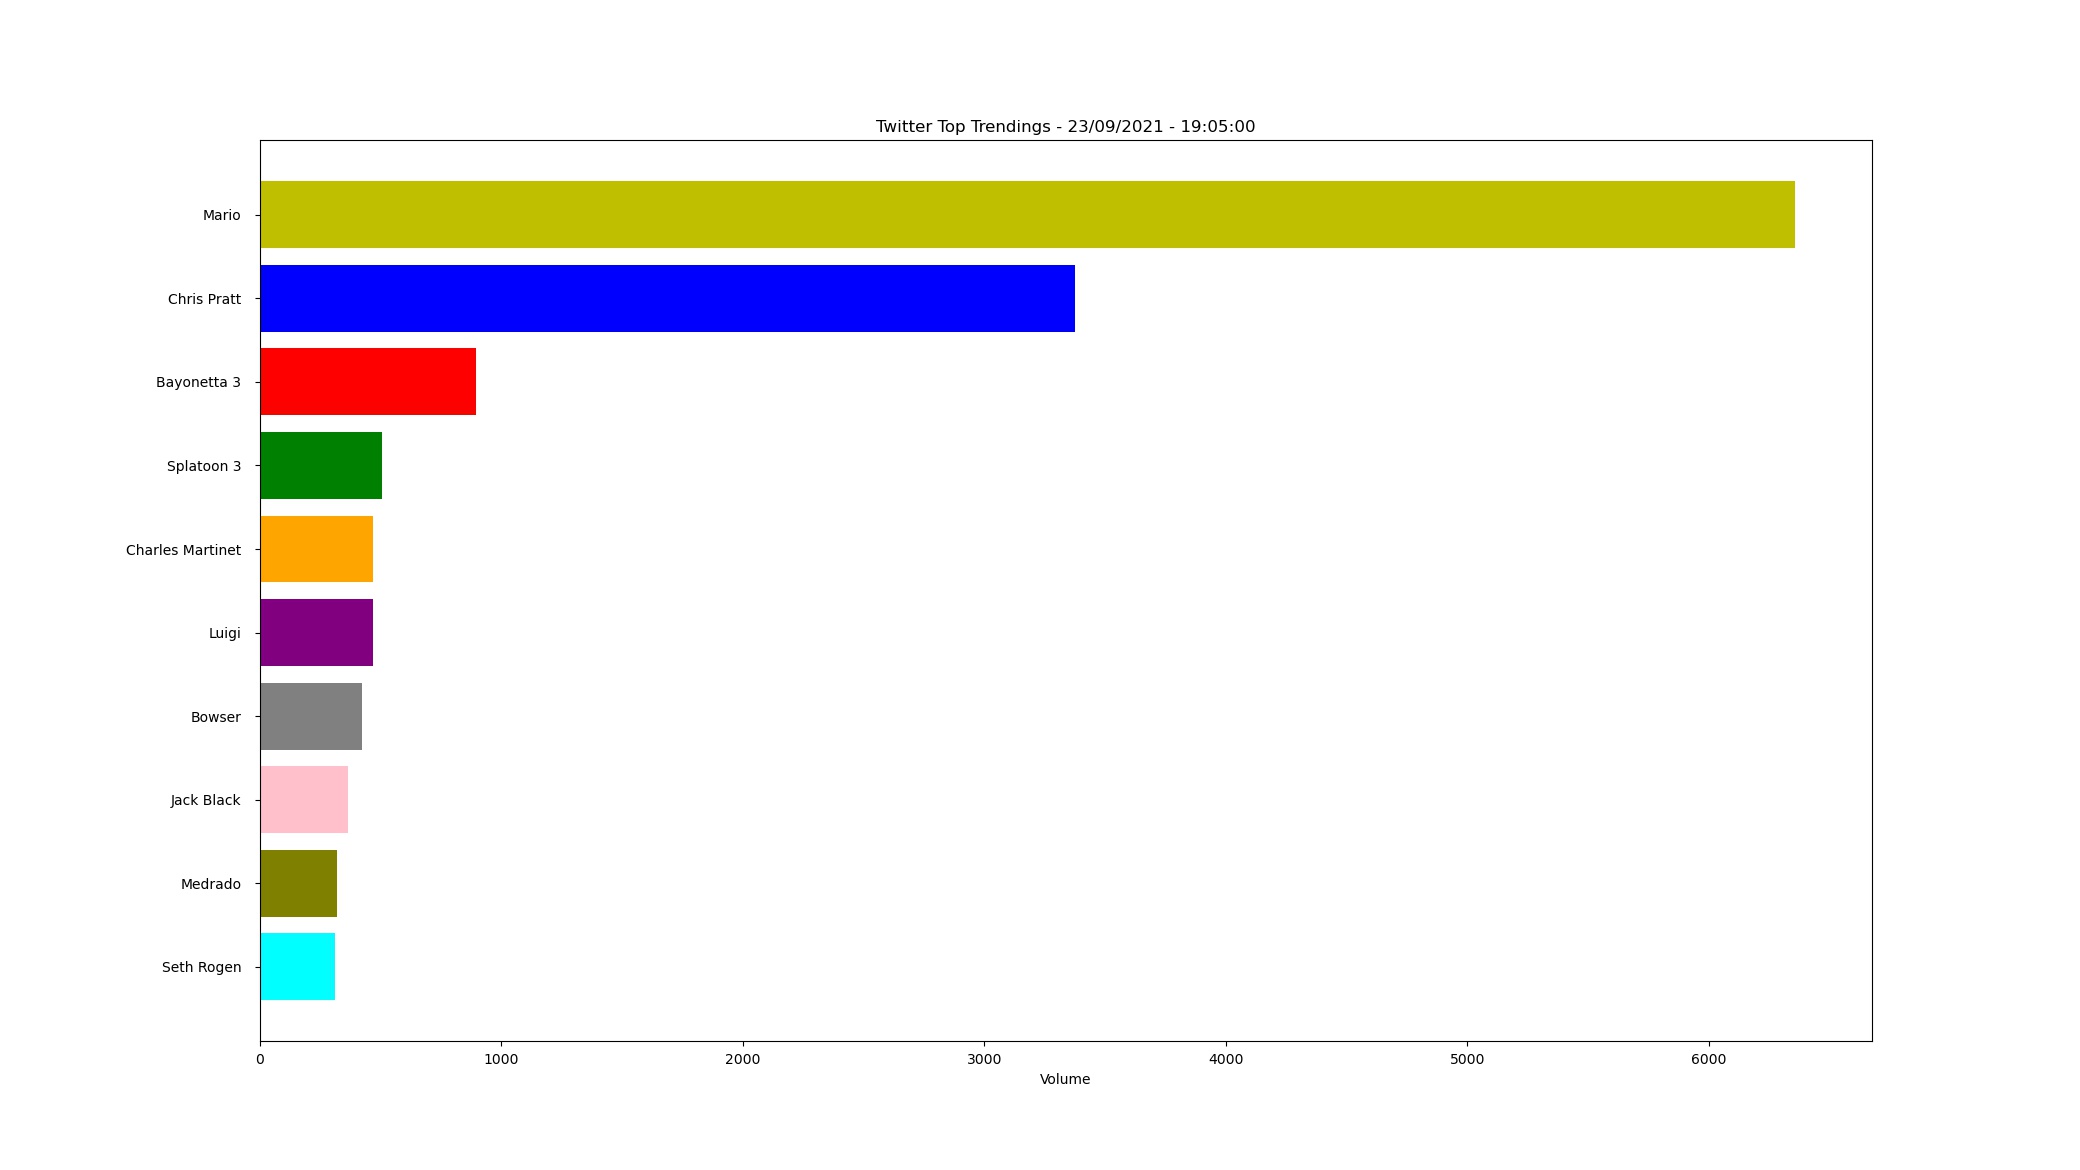 Twitter Top Trendings - 23/09/2021 - 19:05:00
Mario
Chris Pratt
Bayonetta 3
Splatoon 3
Charles Martinet
Luigi
Bowser
Jack Black
Medrado
Seth Rogen
0 1000 2000 3000 4000 5000 6000
Volume